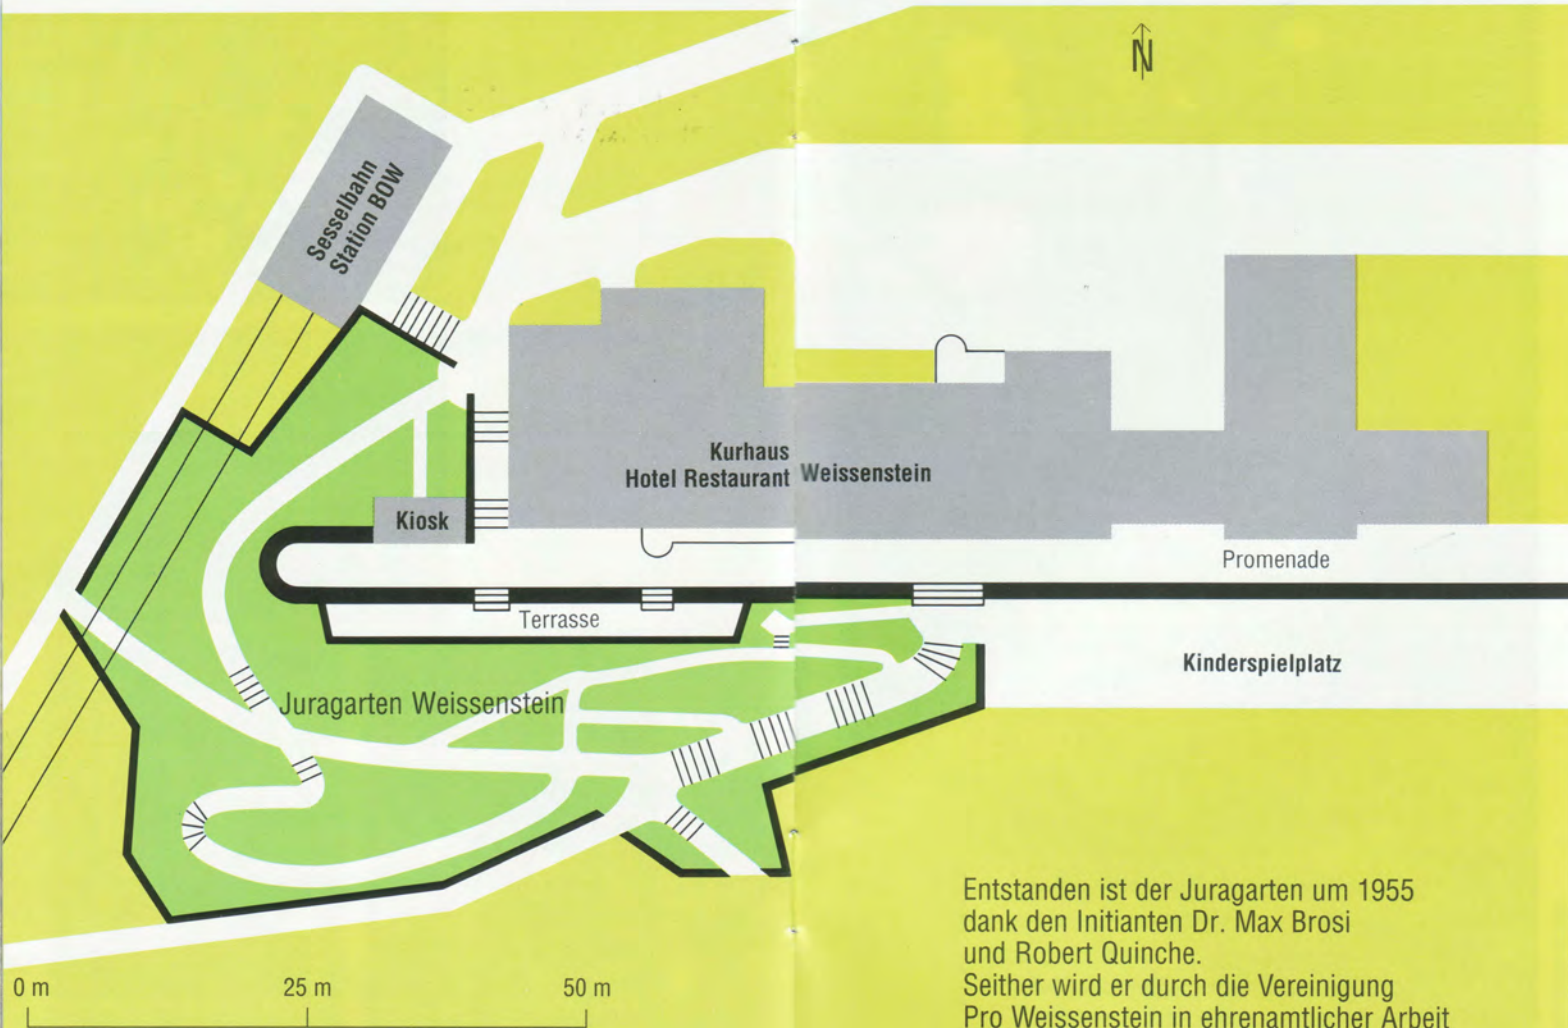 N
Sesselbahn
Station BOW
Kurhaus
Hotel Restaurant Weissenstein
Kiosk
Promenade
Terrasse
Kinderspielplatz
Juragarten Weissenstein
Entstanden ist der Juragarten um 1955
dank den Initianten Dr. Max Brosi
und Robert Quinche.
Seither wird er durch die Vereinigung
Pro Weissenstein in ehrenamtlicher Arbeit
0 m 25 m 50 m